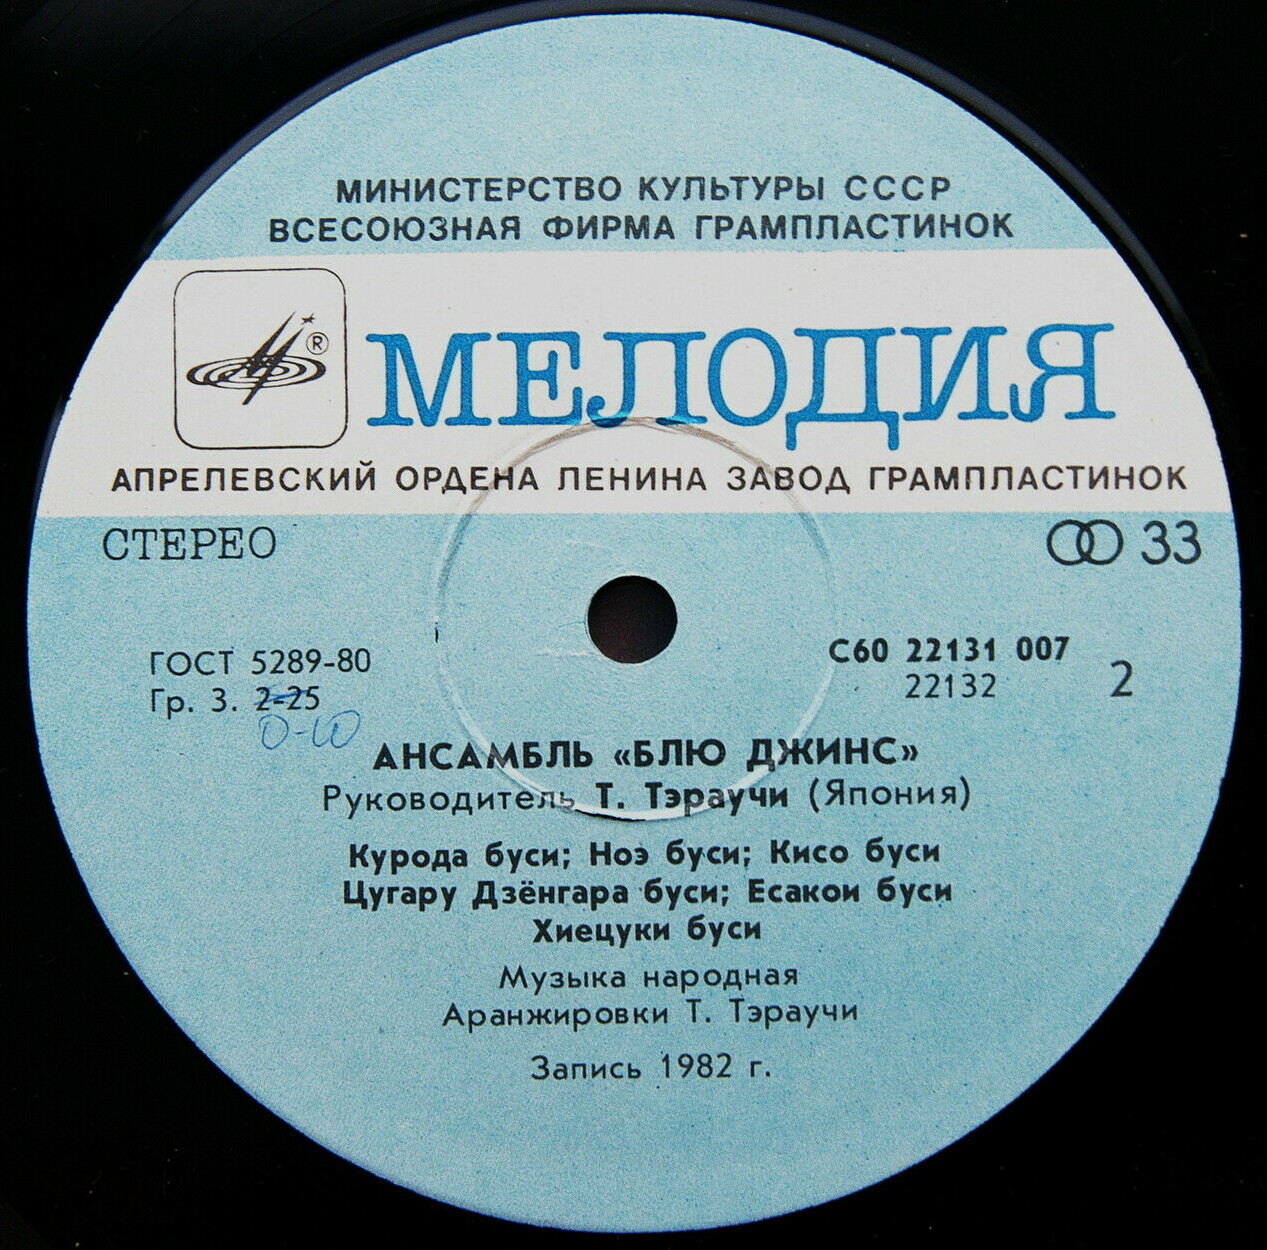 МИНИСТЕРСТВО КУЛЬТУРЫ СССР
ВСЕСОЮЗНАЯ ФИРМА ГРАМПЛАСТИНОК
МЕЛОДИЯ
®
АПРЕЛЕВСКИЙ ОРДЕНА ЛЕНИНА ЗАВОД ГРАМПЛАСТИНОК
СТЕРЕО
33
ГОСТ 5289-80
Гр. 3. 2-25
0-10
С60 22131 007
22132
2
АНСАМБЛЬ «БЛЮ ДЖИНС»
Руководитель Т. Тэраучи (Япония)
Курода буси; Ноэ буси; Кисо буси
Цугару Дзёнгара буси; Есакои буси
Хиецуки буси
Музыка народная
Аранжировки Т. Тэраучи
Запись 1982 г.